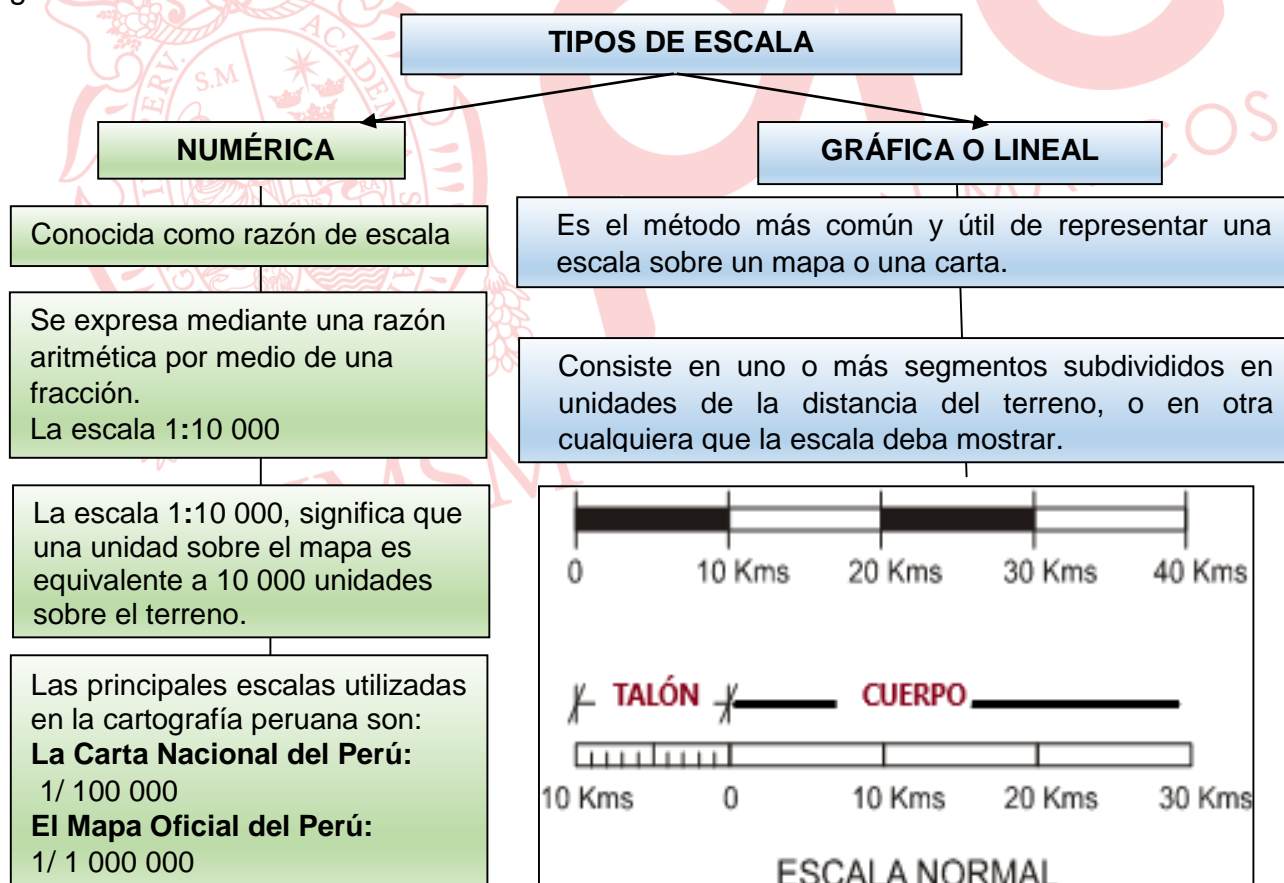 TIPOS DE ESCALA
NUMÉRICA
Conocida como razón de escala
Se expresa mediante una razón
aritmética por medio de una
fracción.
La escala 1:10 000
La escala 1:10 000, significa que
una unidad sobre el mapa es
equivalente a 10 000 unidades
sobre el terreno.
Las principales escalas utilizadas
en la cartografía peruana son:
La Carta Nacional del Perú:
1/ 100 000
El Mapa Oficial del Perú:
1/ 1 000 000
GRÁFICA O LINEAL
Es el método más común y útil de representar una
escala sobre un mapa o una carta.
Consiste en uno o más segmentos subdivididos en
unidades de la distancia del terreno, o en otra
cualquiera que la escala deba mostrar.
0 10 Kms 20 Kms 30 Kms 40 Kms
TALÓN CUERPO
10 Kms 0 10 Kms 20 Kms 30 Kms
ESCALA NORMAL